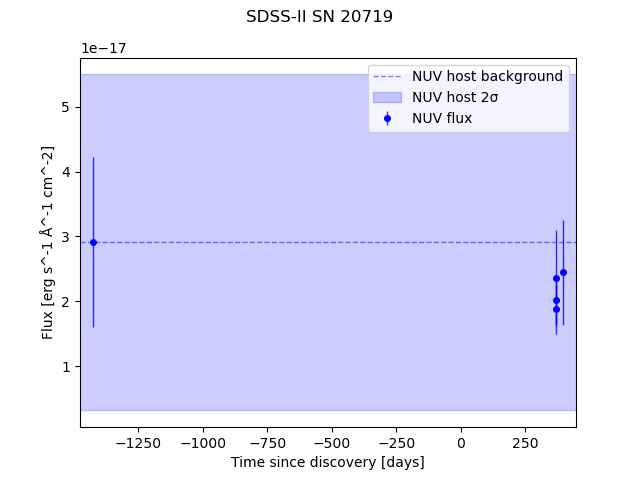 SDSS-II SN 20719
1e−17
NUV host background
NUV host 2σ
NUV flux
5
4
3
2
1
Flux [erg s^-1 Å^-1 cm^-2]
−1250 −1000 −750 −500 −250 0 250
Time since discovery [days]